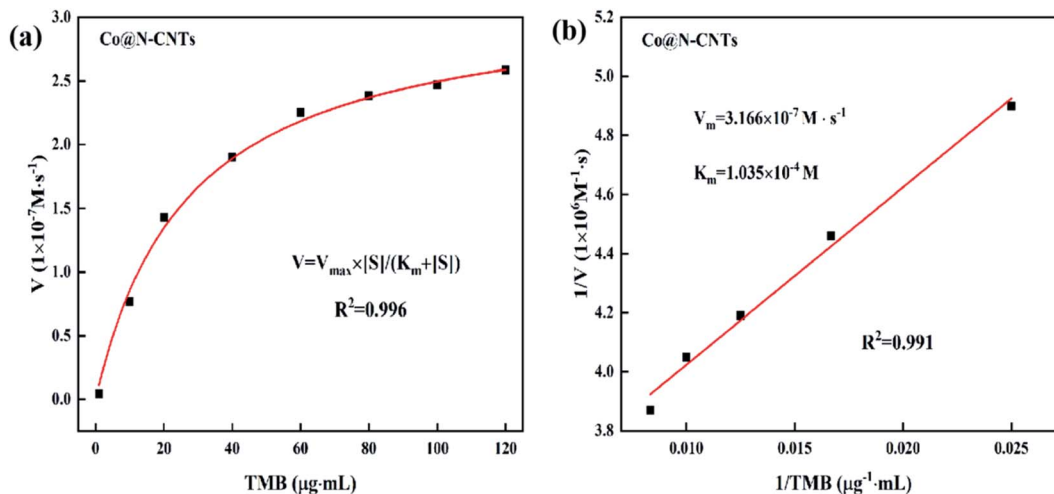 (a)
Co@N-CNTs
3.0
2.5
2.0
1.5
1.0
0.5
0.0
V (1×10⁻⁷M·s⁻¹)
V=Vₘₐₓ×[S]/(Kₘ+[S])
R²=0.996
0 20 40 60 80 100 120
TMB (μg·mL)
(b)
Co@N-CNTs
5.2
5.0
4.8
4.6
4.4
4.2
4.0
3.8
1/V (1×10⁶M⁻¹·s)
Vₘ=3.166×10⁻⁷ M · s⁻¹
Kₘ=1.035×10⁻⁴ M
R²=0.991
0.010 0.015 0.020 0.025
1/TMB (μg⁻¹·mL)